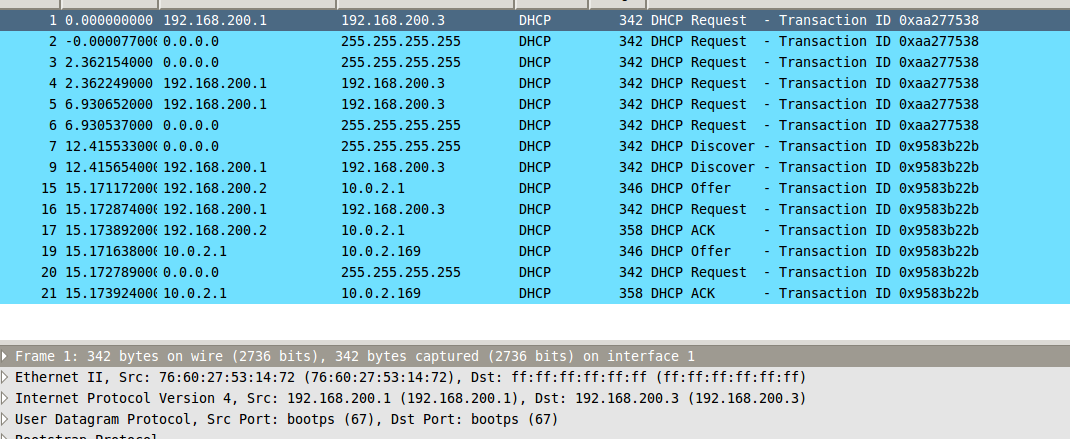 1 0.000000000 192.168.200.1 192.168.200.3 DHCP 342 DHCP Request - Transaction ID 0xaa277538
2 -0.000077000 0.0.0.0 255.255.255.255 DHCP 342 DHCP Request - Transaction ID 0xaa277538
3 2.362154000 0.0.0.0 255.255.255.255 DHCP 342 DHCP Request - Transaction ID 0xaa277538
4 2.362249000 192.168.200.1 192.168.200.3 DHCP 342 DHCP Request - Transaction ID 0xaa277538
5 6.930652000 192.168.200.1 192.168.200.3 DHCP 342 DHCP Request - Transaction ID 0xaa277538
6 6.930537000 0.0.0.0 255.255.255.255 DHCP 342 DHCP Request - Transaction ID 0xaa277538
7 12.415533000 0.0.0.0 255.255.255.255 DHCP 342 DHCP Discover - Transaction ID 0x9583b22b
9 12.415654000 192.168.200.1 192.168.200.3 DHCP 342 DHCP Discover - Transaction ID 0x9583b22b
15 15.171172000 192.168.200.2 10.0.2.1 DHCP 346 DHCP Offer - Transaction ID 0x9583b22b
16 15.172874000 192.168.200.1 192.168.200.3 DHCP 342 DHCP Request - Transaction ID 0x9583b22b
17 15.173892000 192.168.200.2 10.0.2.1 DHCP 358 DHCP ACK - Transaction ID 0x9583b22b
19 15.171638000 10.0.2.1 10.0.2.169 DHCP 346 DHCP Offer - Transaction ID 0x9583b22b
20 15.172789000 0.0.0.0 255.255.255.255 DHCP 342 DHCP Request - Transaction ID 0x9583b22b
21 15.173924000 10.0.2.1 10.0.2.169 DHCP 358 DHCP ACK - Transaction ID 0x9583b22b
Frame 1: 342 bytes on wire (2736 bits), 342 bytes captured (2736 bits) on interface 1
Ethernet II, Src: 76:60:27:53:14:72 (76:60:27:53:14:72), Dst: ff:ff:ff:ff:ff:ff (ff:ff:ff:ff:ff:ff)
Internet Protocol Version 4, Src: 192.168.200.1 (192.168.200.1), Dst: 192.168.200.3 (192.168.200.3)
User Datagram Protocol, Src Port: bootps (67), Dst Port: bootps (67)
Bootstrap Protocol